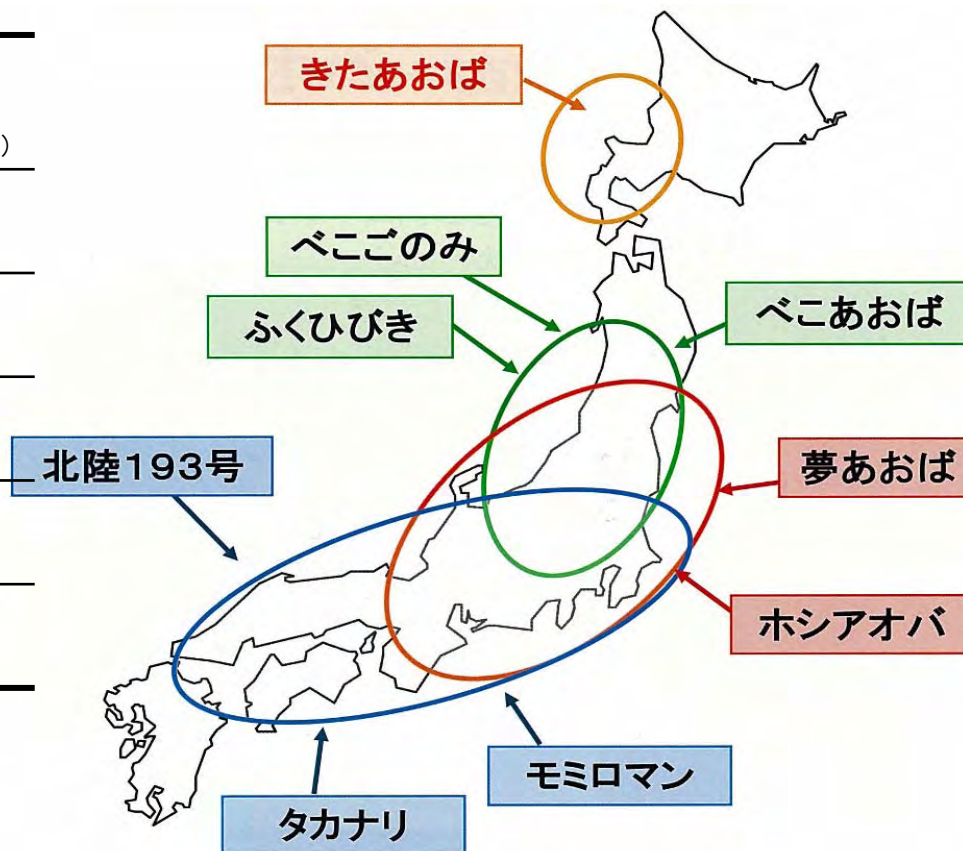 )
きたあおば
べこごのみ
ふくひびき
べこあおば
北陸193号
夢あおば
ホシアオバ
モミロマン
タカナリ